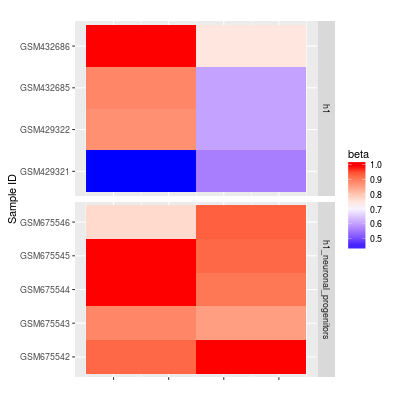 Sample ID
GSM432686
GSM432685
GSM429322
GSM429321
h1
GSM675546
GSM675545
GSM675544
GSM675543
GSM675542
h1_neuronal_progenitors
beta
1.0
0.9
0.8
0.7
0.6
0.5